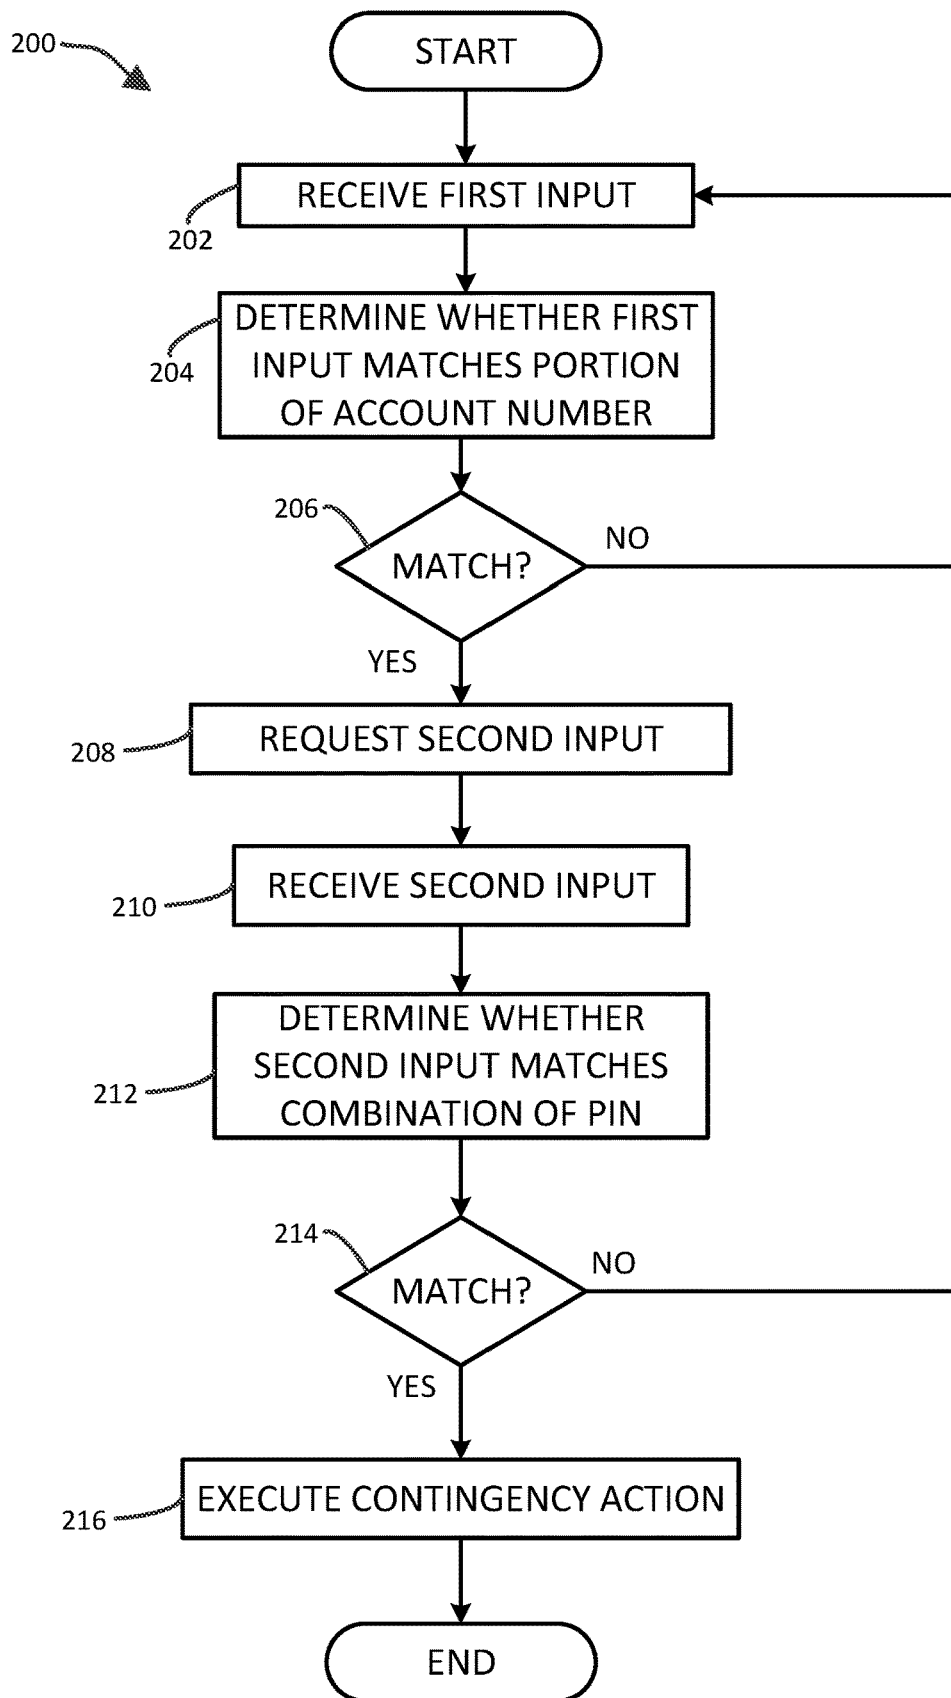 200
START
RECEIVE FIRST INPUT
202
DETERMINE WHETHER FIRST
INPUT MATCHES PORTION
OF ACCOUNT NUMBER
204
206
MATCH?
NO
YES
REQUEST SECOND INPUT
208
RECEIVE SECOND INPUT
210
DETERMINE WHETHER
SECOND INPUT MATCHES
COMBINATION OF PIN
212
214
MATCH?
NO
YES
EXECUTE CONTINGENCY ACTION
216
END